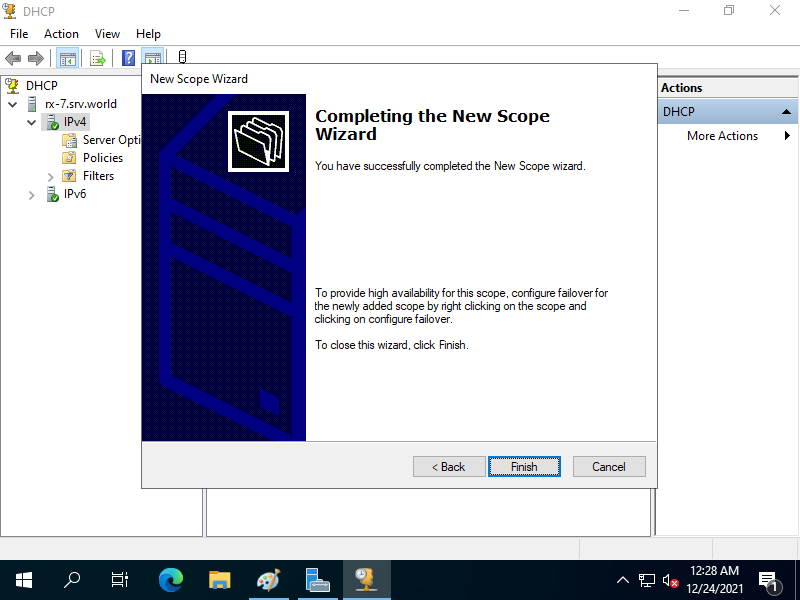 DHCP
File Action View Help
DHCP
rx-7.srv.world
IPv4
Server Opti
Policies
Filters
IPv6
New Scope Wizard
Completing the New Scope
Wizard
You have successfully completed the New Scope wizard.
To provide high availability for this scope, configure failover for
the newly added scope by right clicking on the scope and
clicking on configure failover.
To close this wizard, click Finish.
< Back Finish Cancel
Actions
DHCP
More Actions
12:28 AM
12/24/2021
1